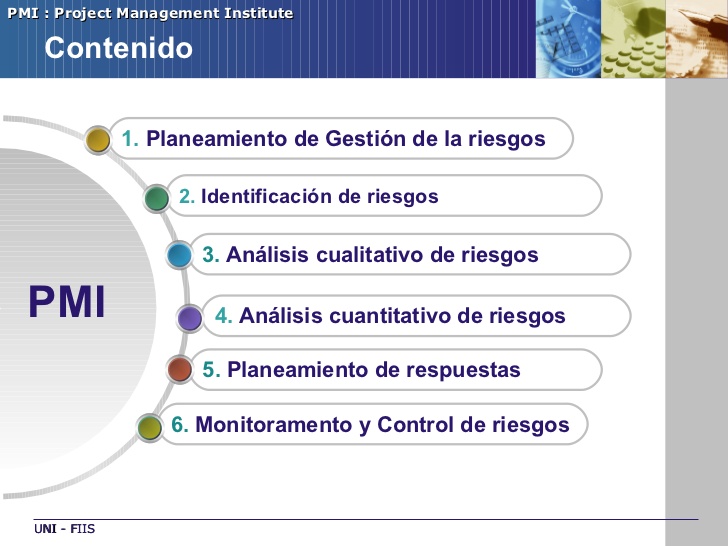 PMI : Project Management Institute
Contenido
1. Planeamiento de Gestión de la riesgos
2. Identificación de riesgos
3. Análisis cualitativo de riesgos
PMI
4. Análisis cuantitativo de riesgos
5. Planeamiento de respuestas
6. Monitoramento y Control de riesgos
UNI - FIIS